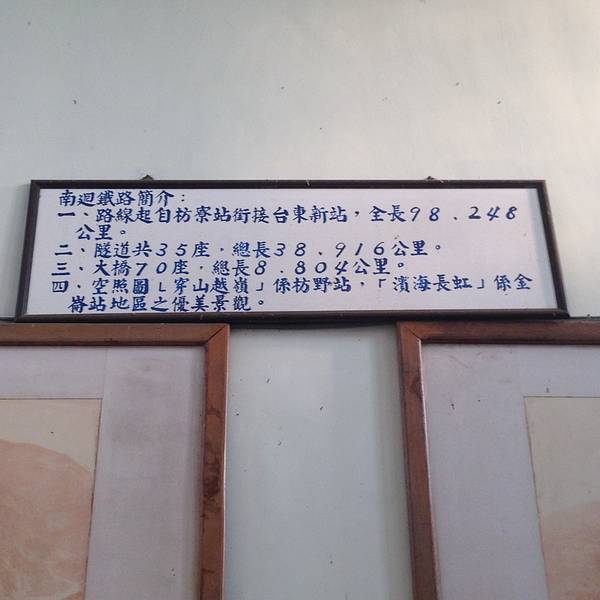 南迴鐵路簡介：
一、路線起自枋寮站銜接台東新站，全長98.248
公里。
二、隧道共35座．總長38.916公里。
三、大橋70座．總長8.804公里。
四、空照圖「穿山越嶺」係枋野站，「濱海長虹」係金
崙站地區之優美景觀。